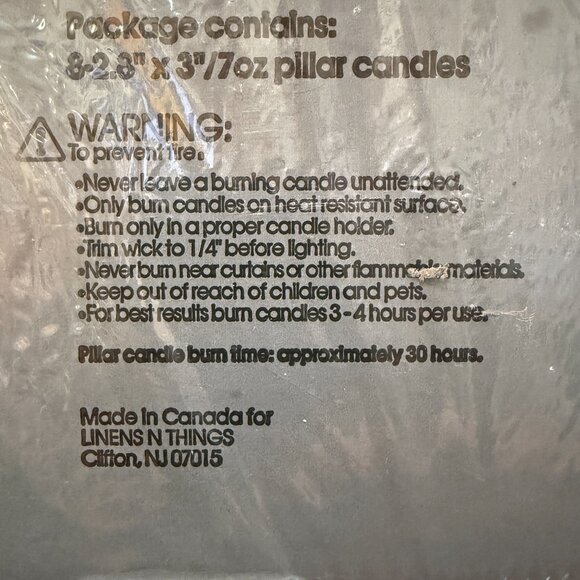 Package contains:
8-2.8" x 3"/7oz pillar candles
WARNING:
To prevent fire.
•Never leave a burning candle unattended.
•Only burn candles on heat resistant surface.
•Burn only in a proper candle holder.
•Trim wick to 1/4" before lighting.
•Never burn near curtains or other flammable materials.
•Keep out of reach of children and pets.
•For best results burn candles 3-4 hours per use.
Pillar candle burn time: approximately 30 hours.
Made in Canada for
LINENS N THINGS
Clifton, NJ 07015